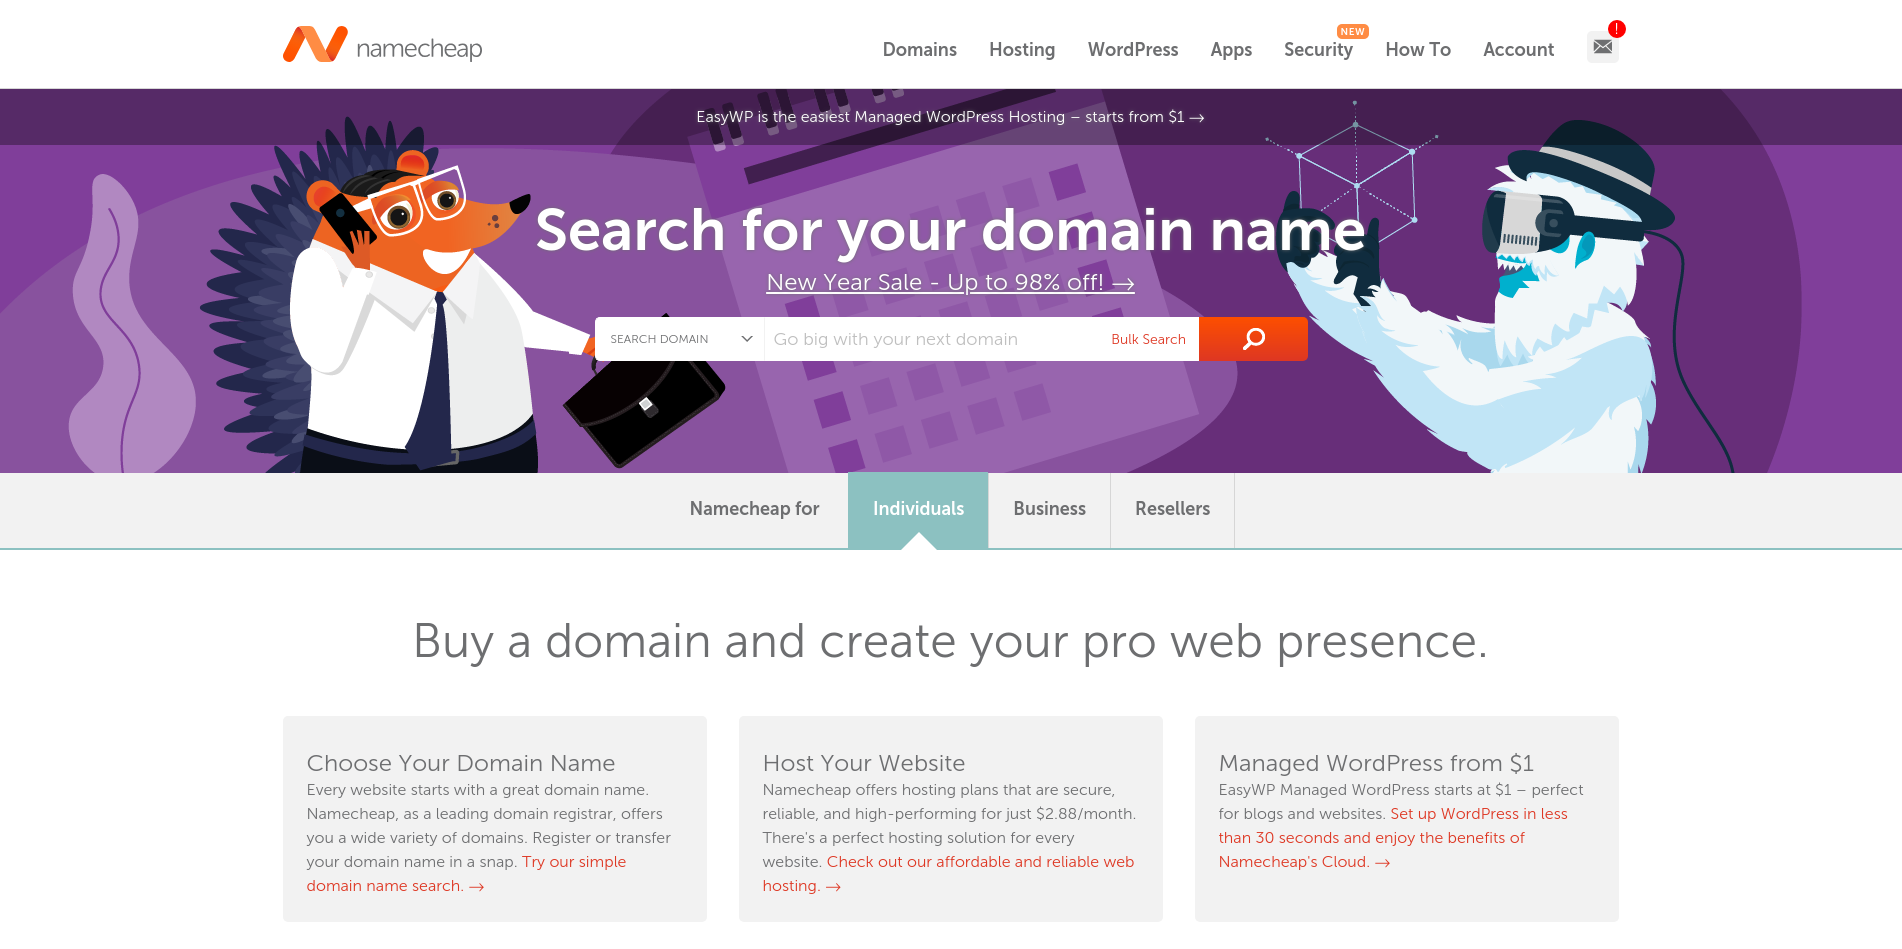 namecheap
Domains Hosting WordPress Apps Security NEW How To Account !
EasyWP is the easiest Managed WordPress Hosting – starts from $1 →
Search for your domain name
New Year Sale - Up to 98% off! →
SEARCH DOMAIN Go big with your next domain Bulk Search
Namecheap for Individuals Business Resellers
Buy a domain and create your pro web presence.
Choose Your Domain Name
Every website starts with a great domain name.
Namecheap, as a leading domain registrar, offers
you a wide variety of domains. Register or transfer
your domain name in a snap. Try our simple
domain name search. →
Host Your Website
Namecheap offers hosting plans that are secure,
reliable, and high-performing for just $2.88/month.
There's a perfect hosting solution for every
website. Check out our affordable and reliable web
hosting. →
Managed WordPress from $1
EasyWP Managed WordPress starts at $1 – perfect
for blogs and websites. Set up WordPress in less
than 30 seconds and enjoy the benefits of
Namecheap's Cloud. →